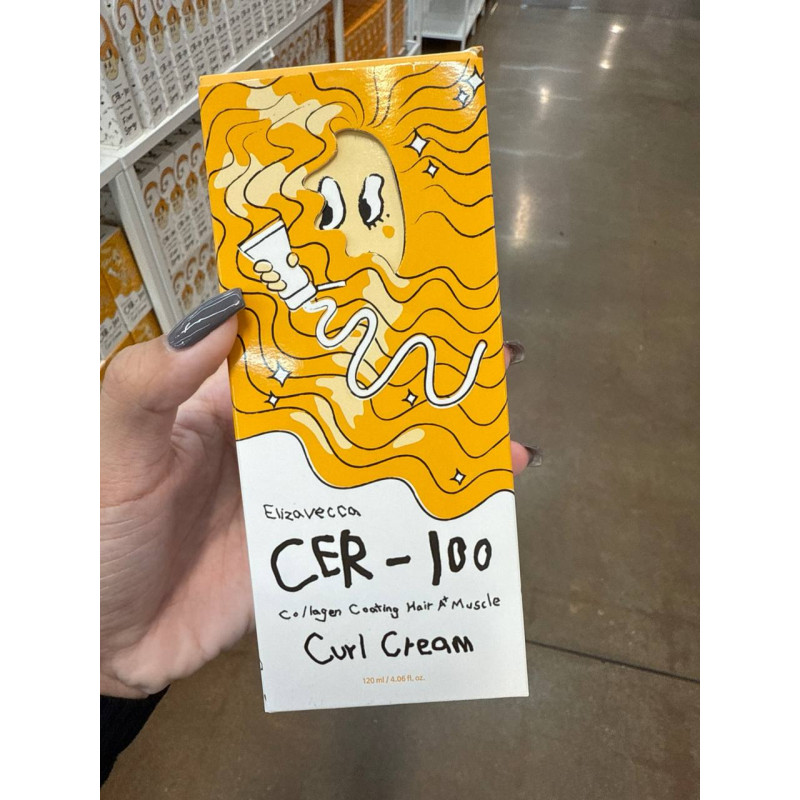 Elizavecca
CER-100
Collagen Coating Hair A+ Muscle
Curl Cream
120 ml / 4.06 fl. oz.